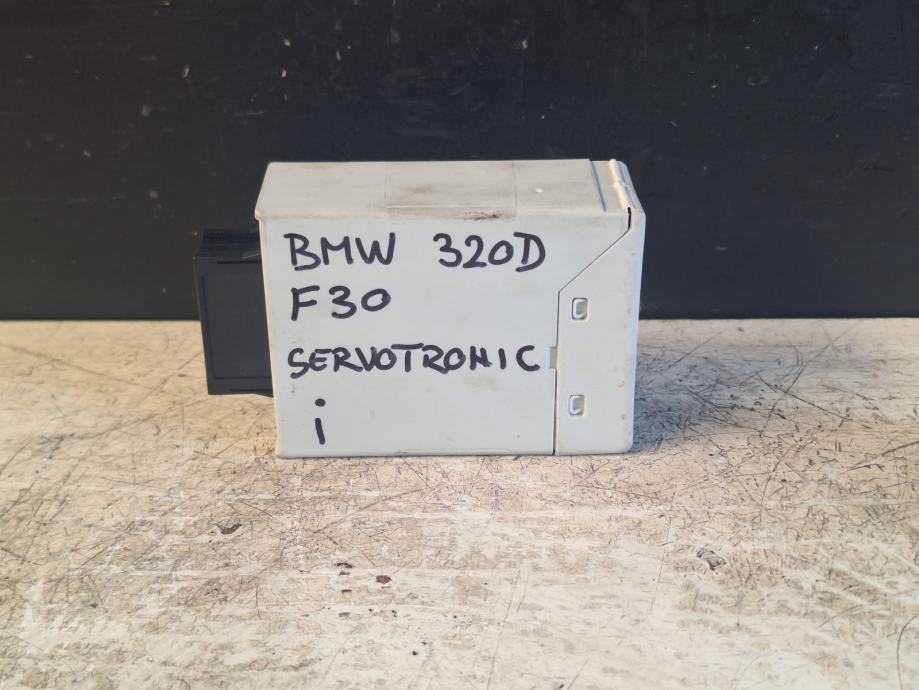 BMW 320D
F30
SERVOTRONIC
i